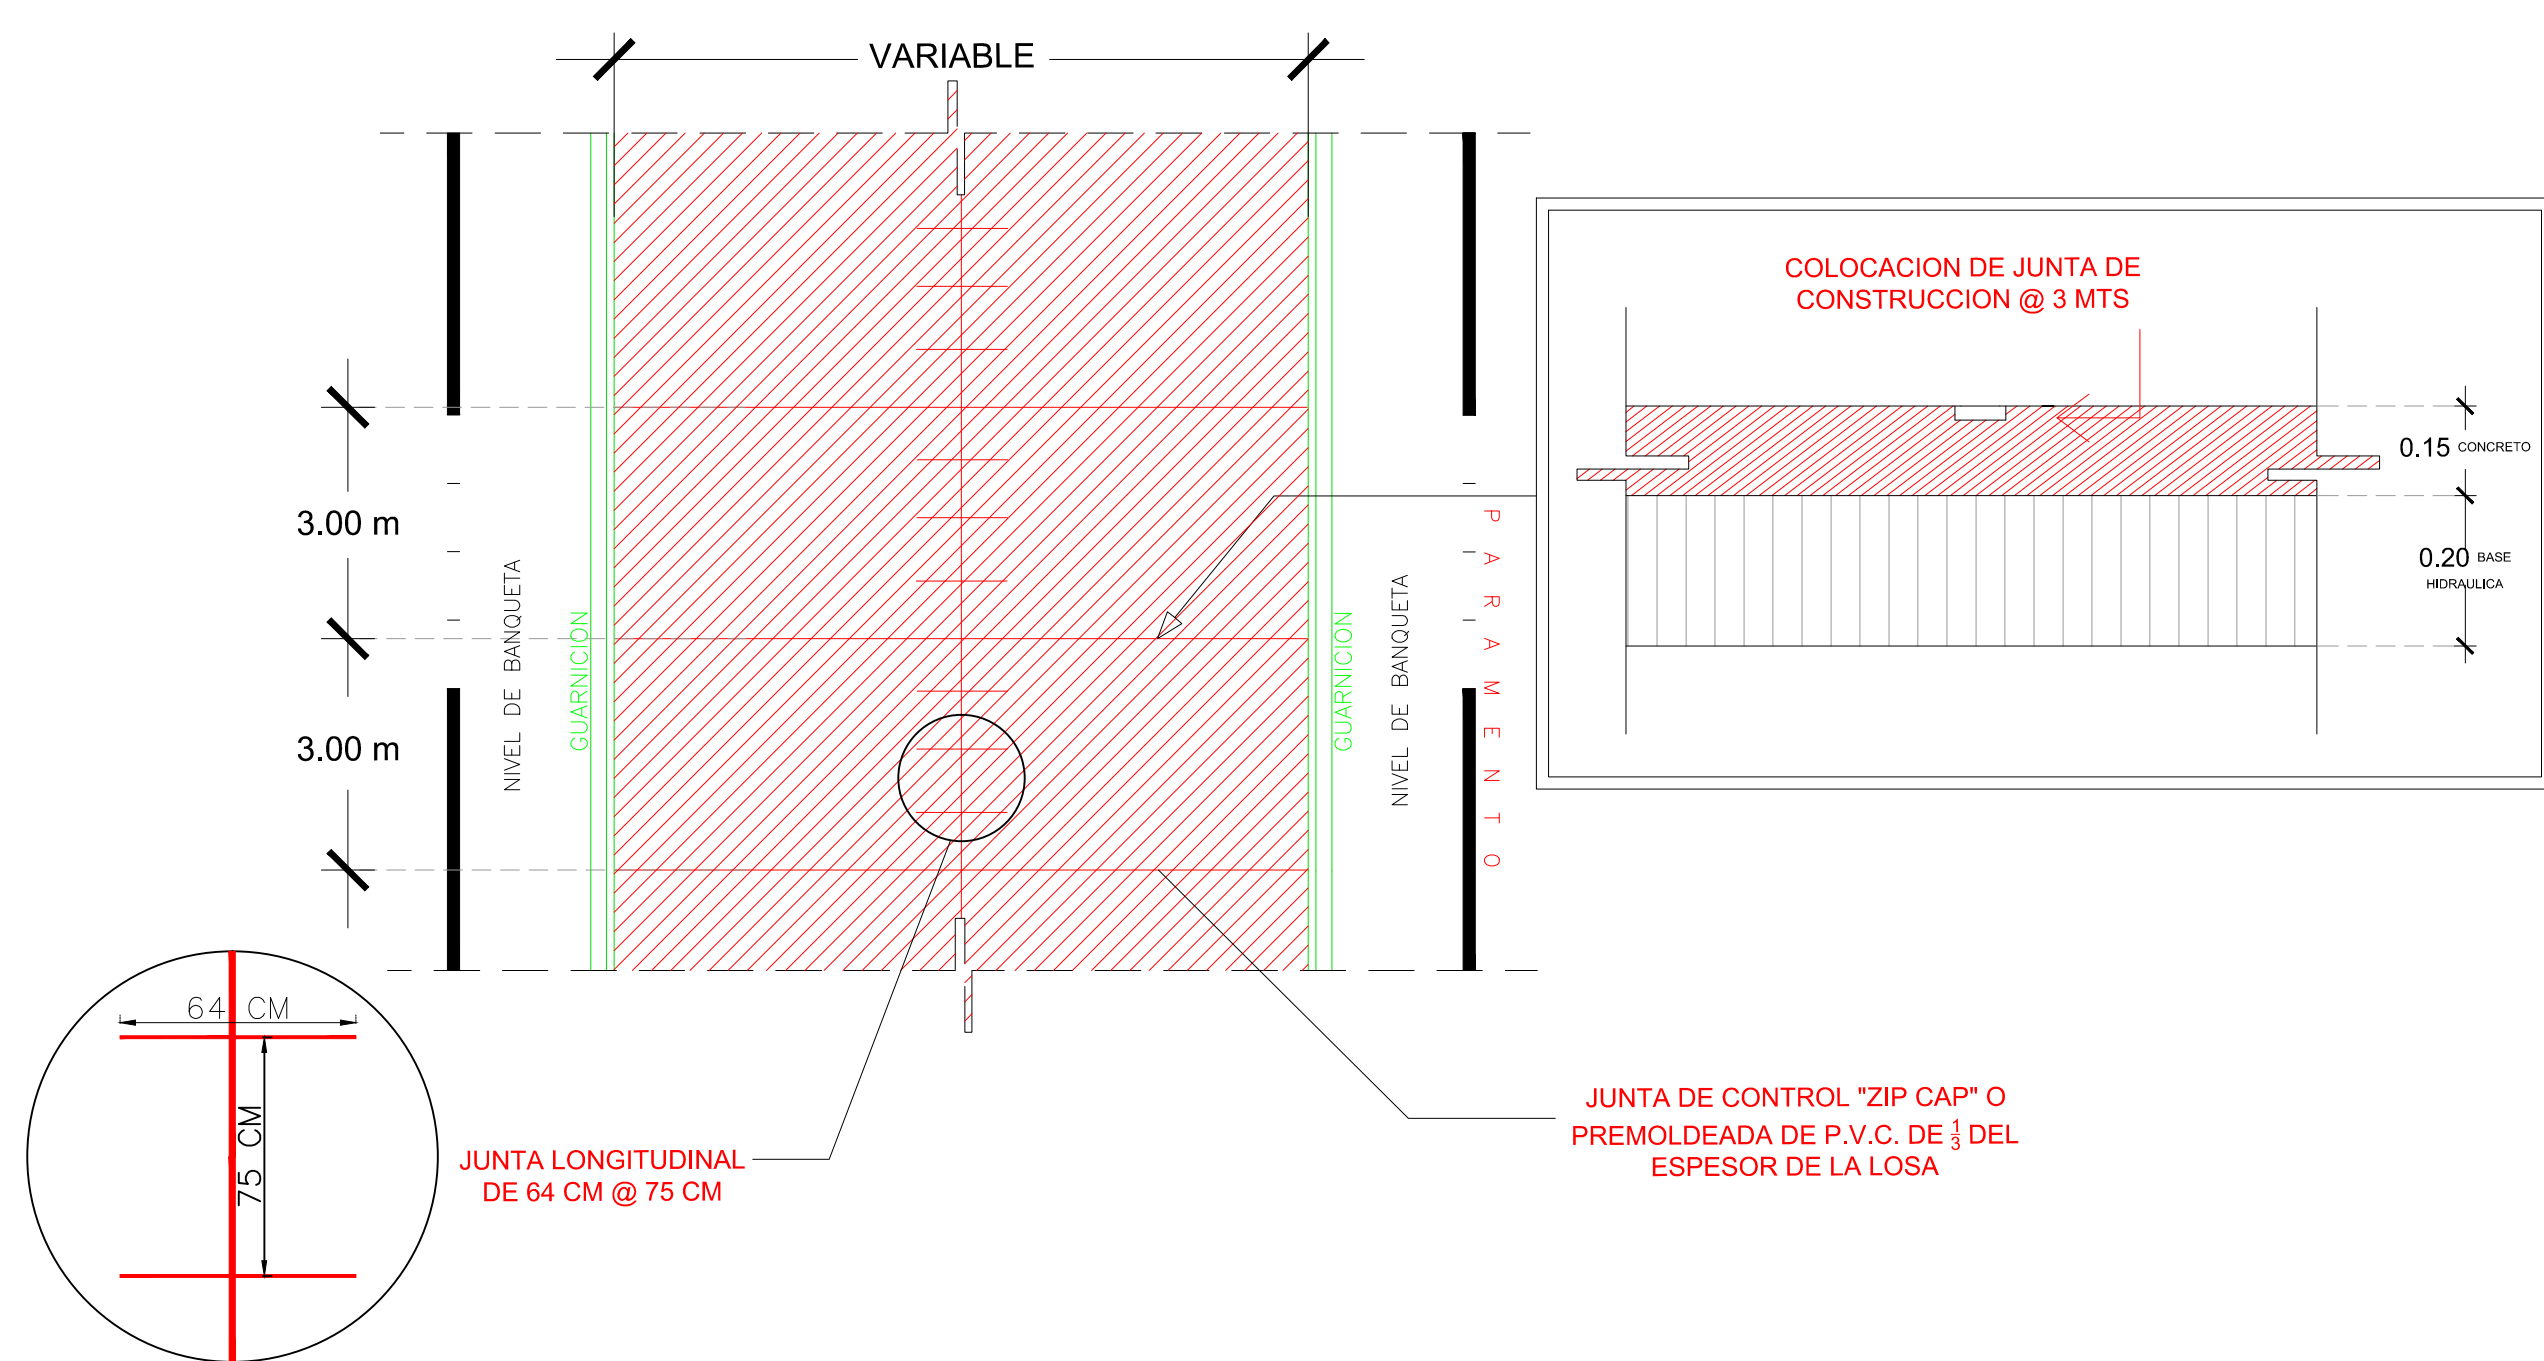 VARIABLE
COLOCACION DE JUNTA DE
CONSTRUCCION @ 3 MTS
0.15 CONCRETO
0.20 BASE
HIDRAULICA
3.00 m
3.00 m
NIVEL DE BANQUETA
GUARNICION
GUARNICION
NIVEL DE BANQUETA
PARAMENTO
64 CM
75 CM
JUNTA LONGITUDINAL
DE 64 CM @ 75 CM
JUNTA DE CONTROL "ZIP CAP" O
PREMOLDEADA DE P.V.C. DE 1/3 DEL
ESPESOR DE LA LOSA